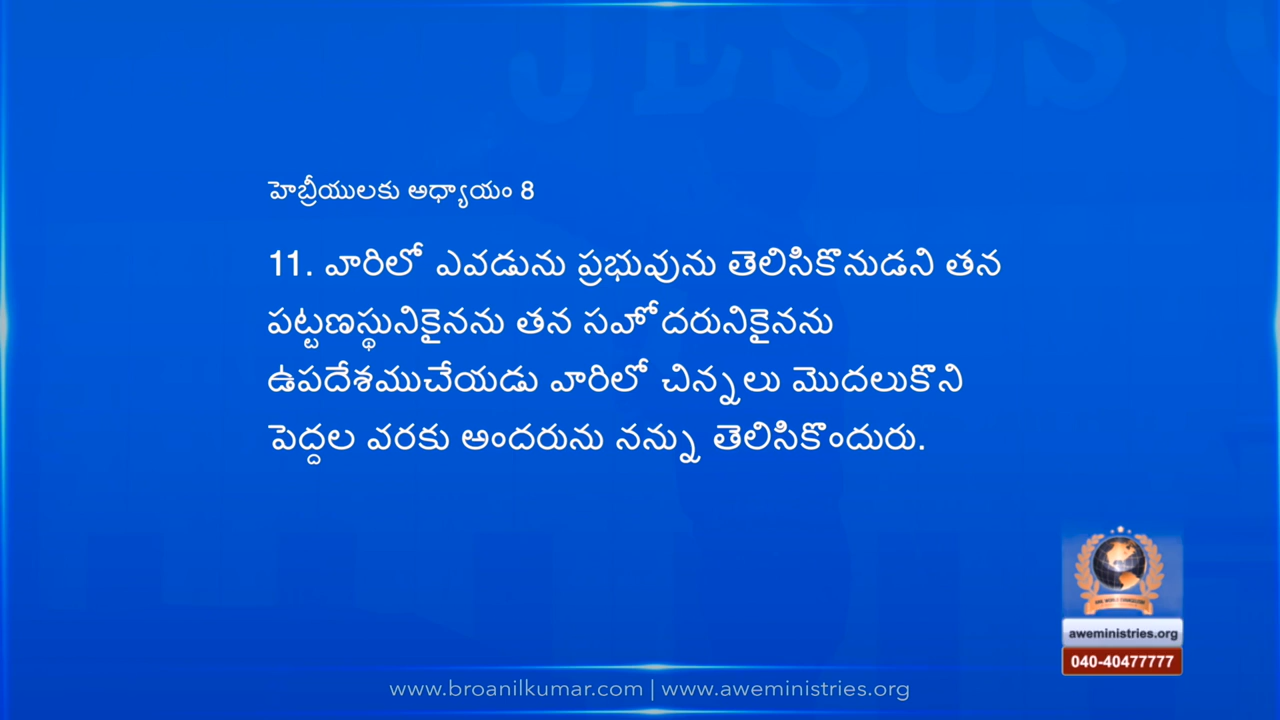 JESUS
హెబ్రీయులకు అధ్యాయం 8
11. వారిలో ఎవడును ప్రభువును తెలిసికొనుడని తన
పట్టణస్థునికైనను తన సహోదరునికైనను
ఉపదేశముచేయడు వారిలో చిన్నలు మొదలుకొని
పెద్దల వరకు అందరును నన్ను తెలిసికొందురు.
aweministries.org
040-40477777
www.broanilkumar.com | www.aweministries.org